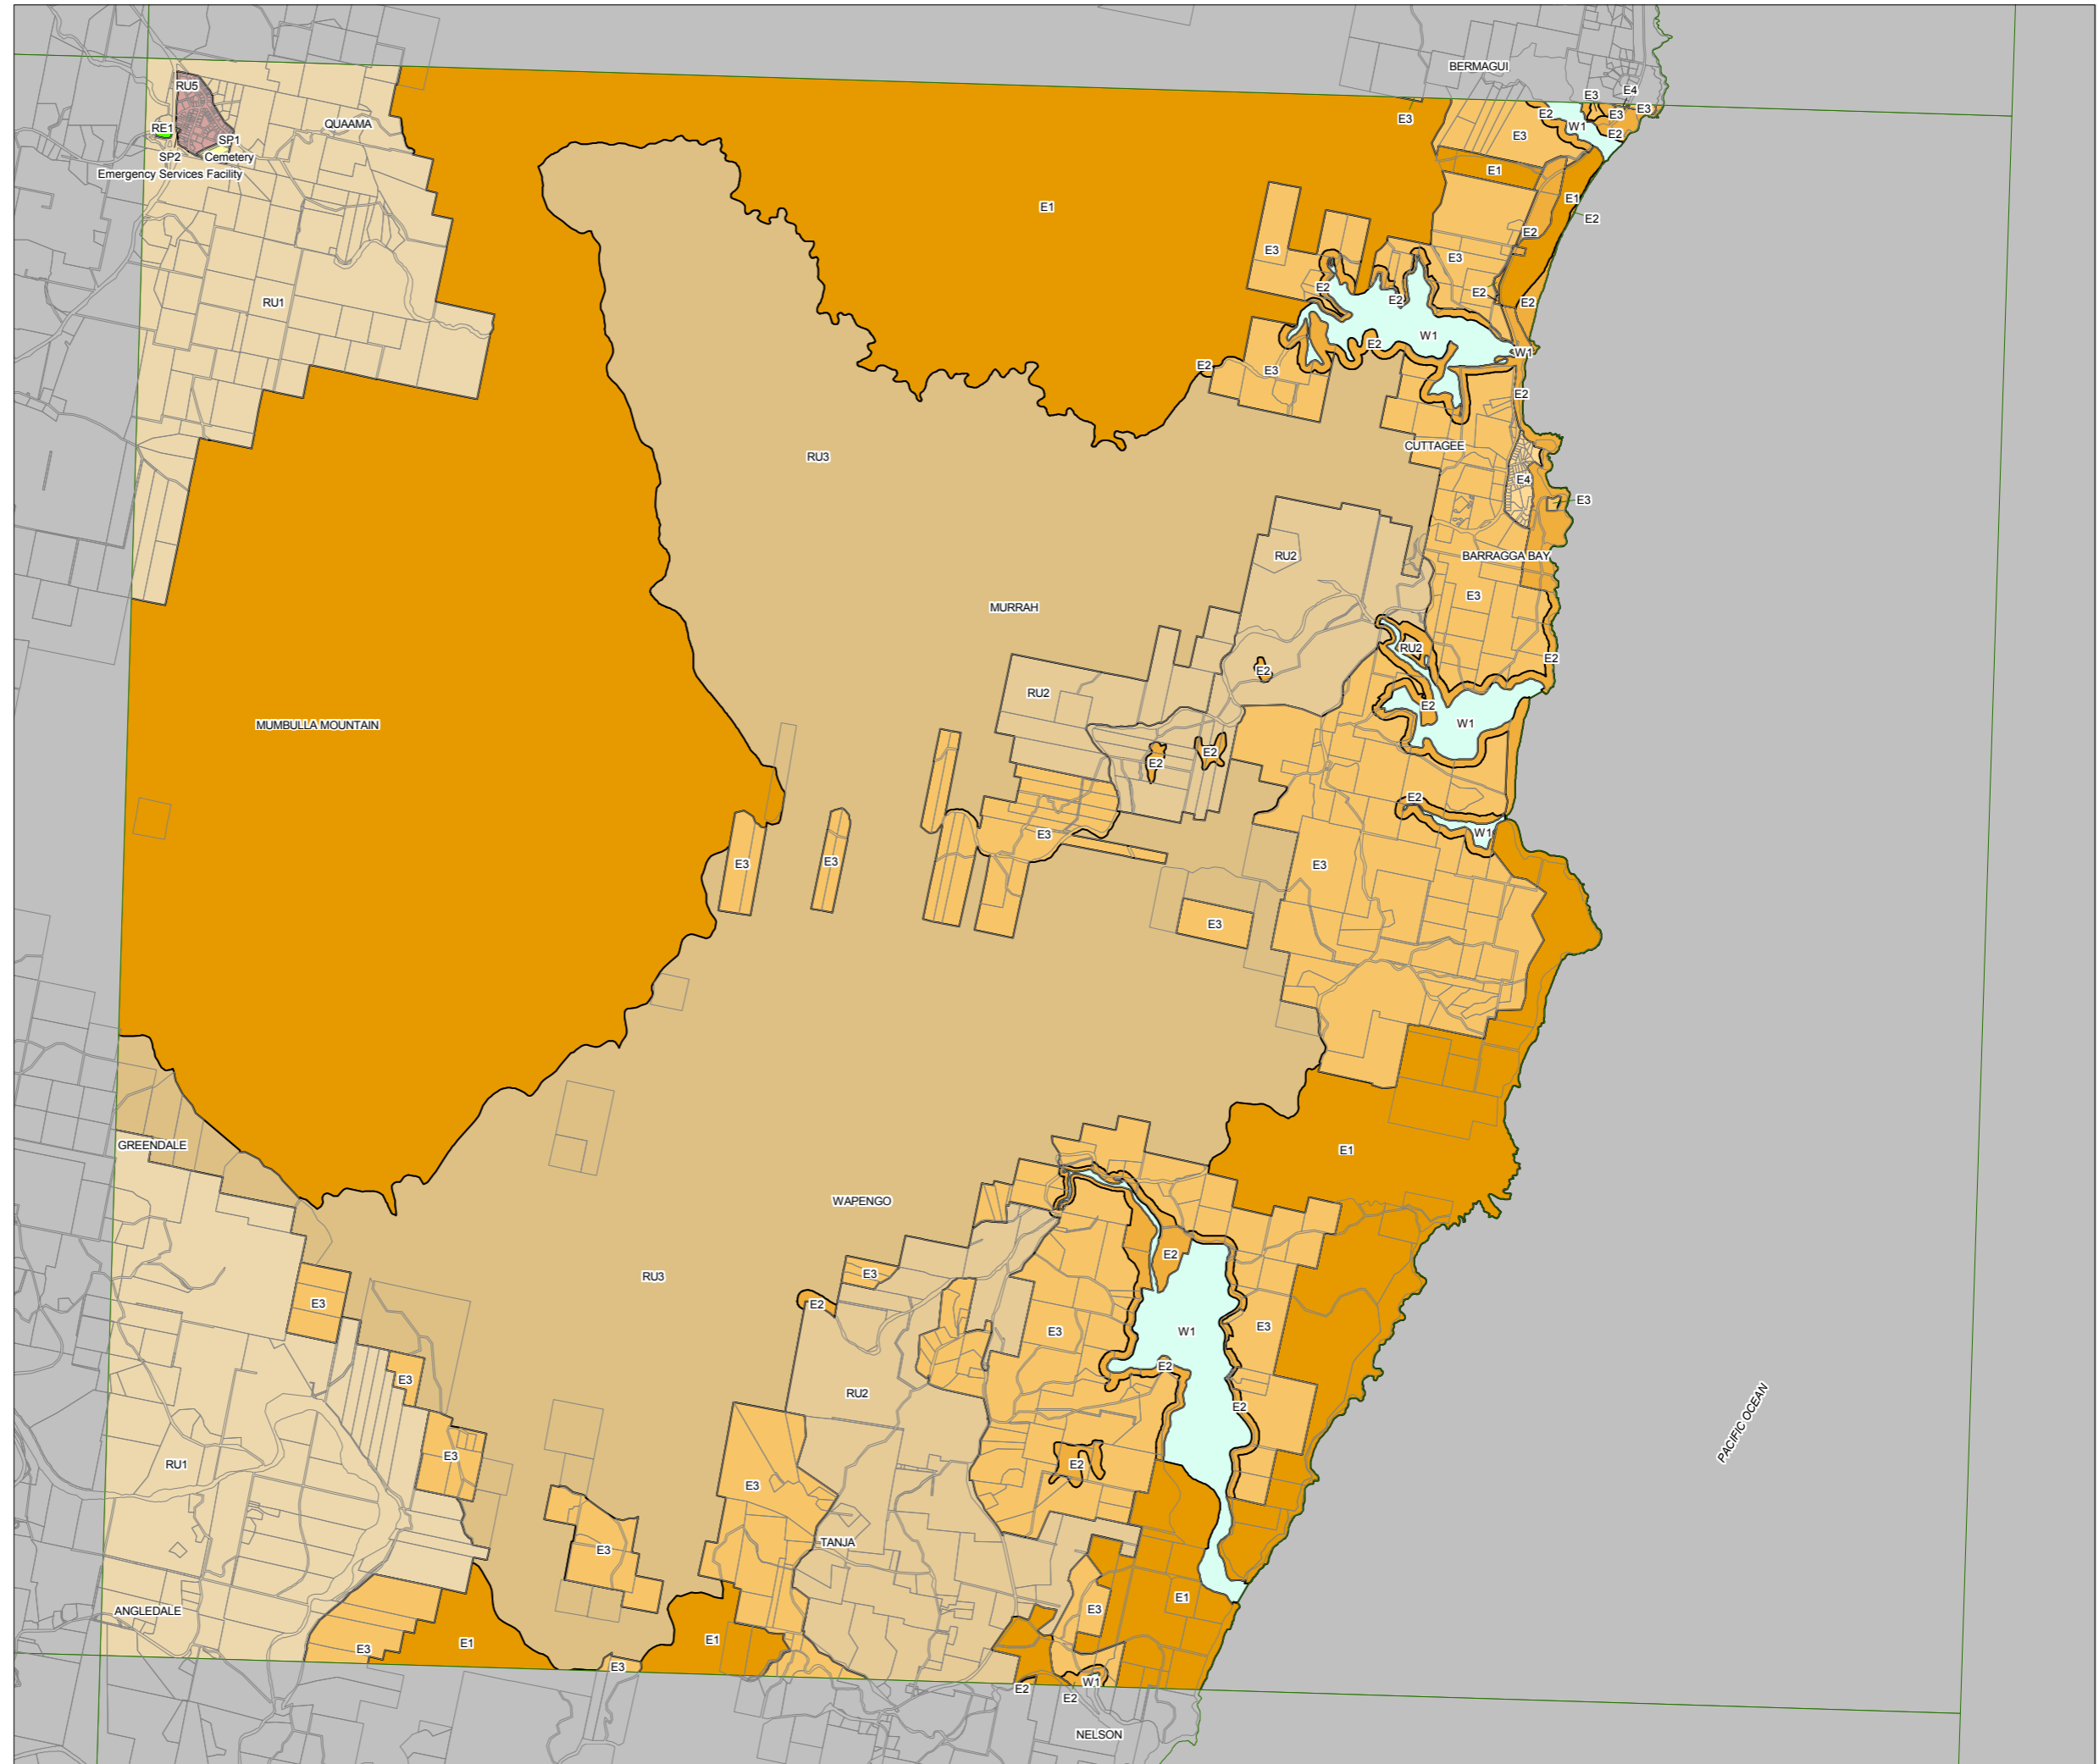 BERMAGUI
RU5
E3
E4
E3
E3
E3
E2
RE1
QUAAMA
E3
W1
E2
SP1
SP2
Cemetery
Emergency Services Facility
E1
E1
E1
E2
E2
E3
E3
E2
E2
E2
E2
RU1
W1
E2
W1
E2
E3
E2
CUTTAGEE
RU3
E4
E3
RU2
BARRAGGA BAY
E3
MURRAH
RU2
E2
E2
RU2
E2
W1
MUMBULLA MOUNTAIN
E2
E2
E2
W1
E3
E3
E3
E3
E3
GREENDALE
E1
WAPENGO
E2
RU3
E3
E3
E2
E3
W1
E3
E2
E3
RU2
E2
E3
RU1
E2
E3
TANJA
E3
E1
E3
ANGLEDALE
E3
E1
E1
E3
W1
E2
E2
NELSON
PACIFIC OCEAN